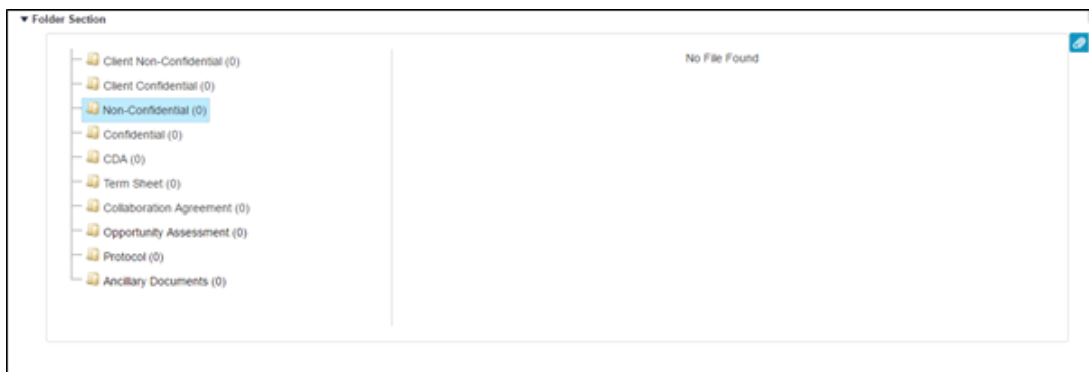 Folder Section
Client Non-Confidential (0)
Client Confidential (0)
Non-Confidential (0)
Confidential (0)
CDA (0)
Term Sheet (0)
Collaboration Agreement (0)
Opportunity Assessment (0)
Protocol (0)
Ancillary Documents (0)
No File Found